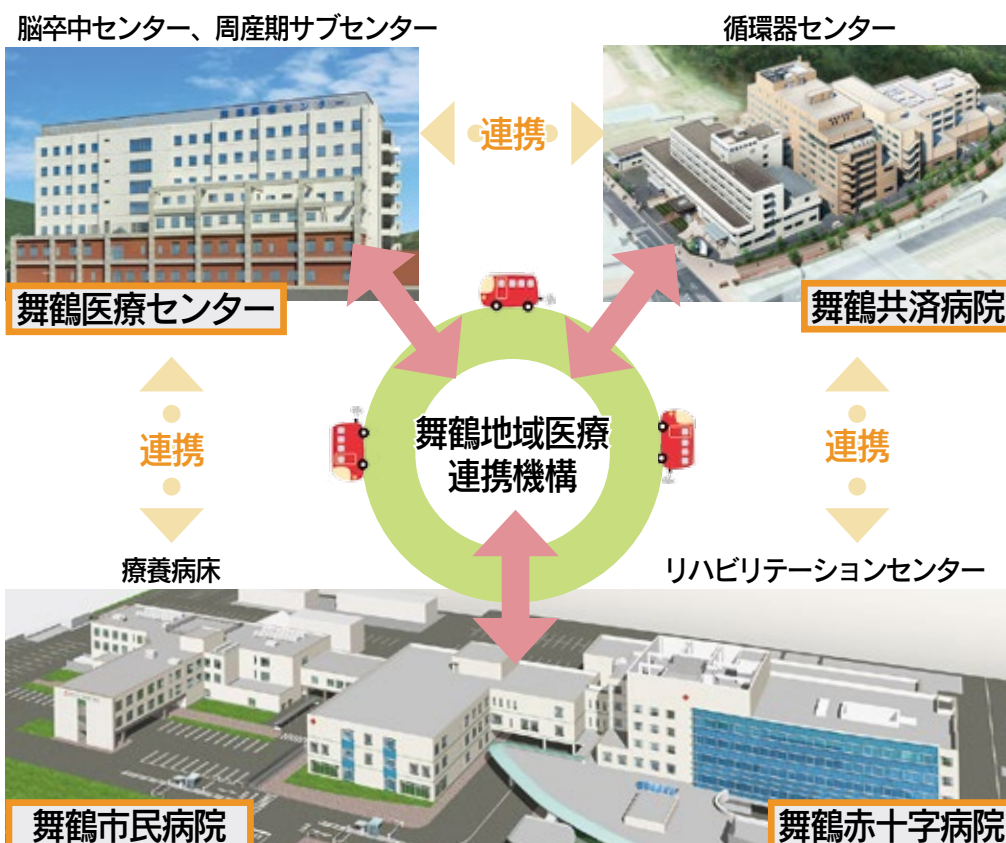 脳卒中センター、周産期サブセンター
循環器センター
連携
舞鶴医療センター
舞鶴共済病院
連携
舞鶴地域医療
連携機構
連携
療養病床
リハビリテーションセンター
舞鶴市民病院
舞鶴赤十字病院